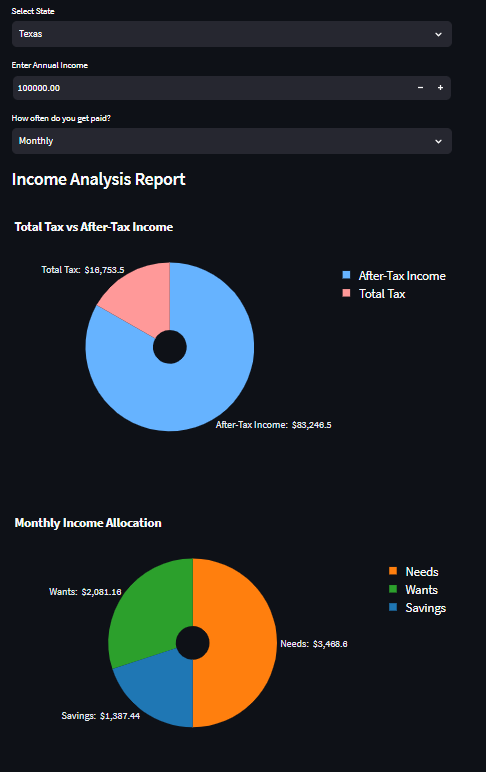 Select State
Texas
Enter Annual Income
100000.00 − +
How often do you get paid?
Monthly
Income Analysis Report
Total Tax vs After-Tax Income
Total Tax: $16,753.5
After-Tax Income
Total Tax
After-Tax Income: $83,246.5
Monthly Income Allocation
Needs
Wants: $2,081.16
Wants
Savings
Needs: $3,468.6
Savings: $1,387.44